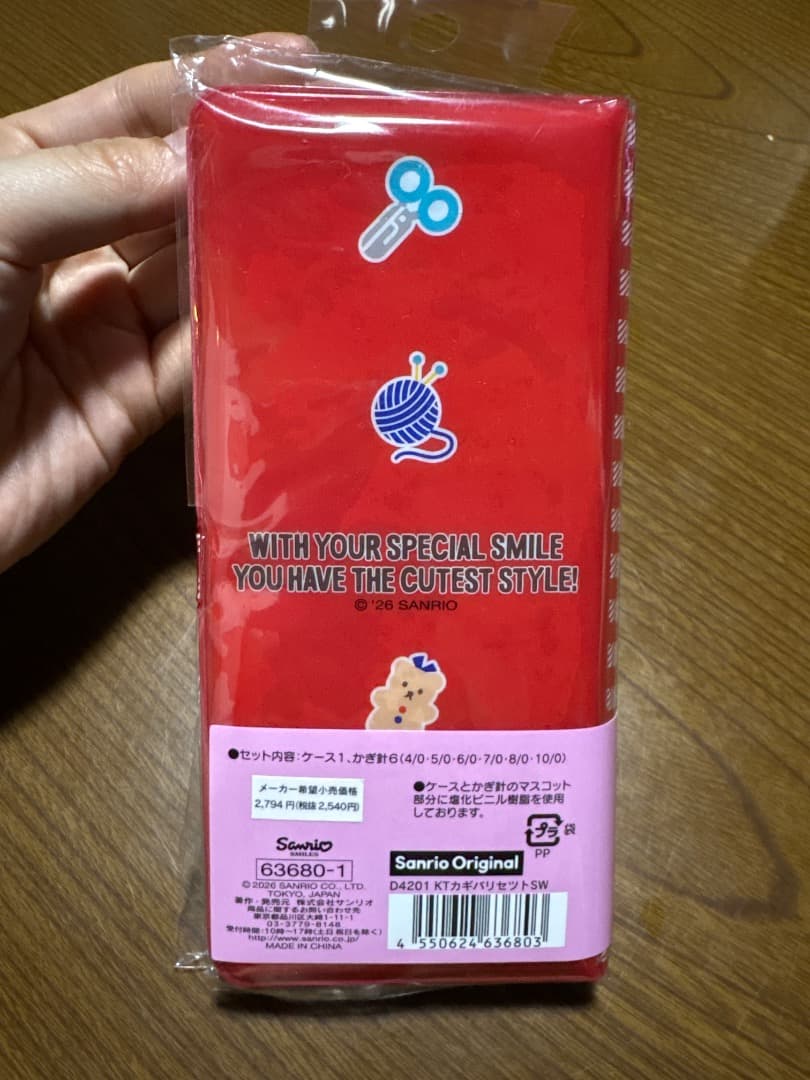 WITH YOUR SPECIAL SMILE
YOU HAVE THE CUTEST STYLE!
© '26 SANRIO
●セット内容:ケース1、かぎ針6(4/0・5/0・6/0・7/0・8/0・10/0)
メーカー希望小売価格
2,794円(税抜2,540円)
●ケースとかぎ針のマスコット
部分に塩化ビニル樹脂を使用
しております。
プラ 袋
PP
Sanrio
SMILES
63680-1
© 2026 SANRIO CO., LTD.
TOKYO, JAPAN
著作・発売元 株式会社サンリオ
商品に関するお問い合わせ先
東京都品川区大崎1-11-1
03-3779-8148
受付時間:10時〜17時(土日祝日を除く)
http://www.sanrio.co.jp/
MADE IN CHINA
Sanrio Original
D4201 KTカギバリセットSW
4 550624 636803